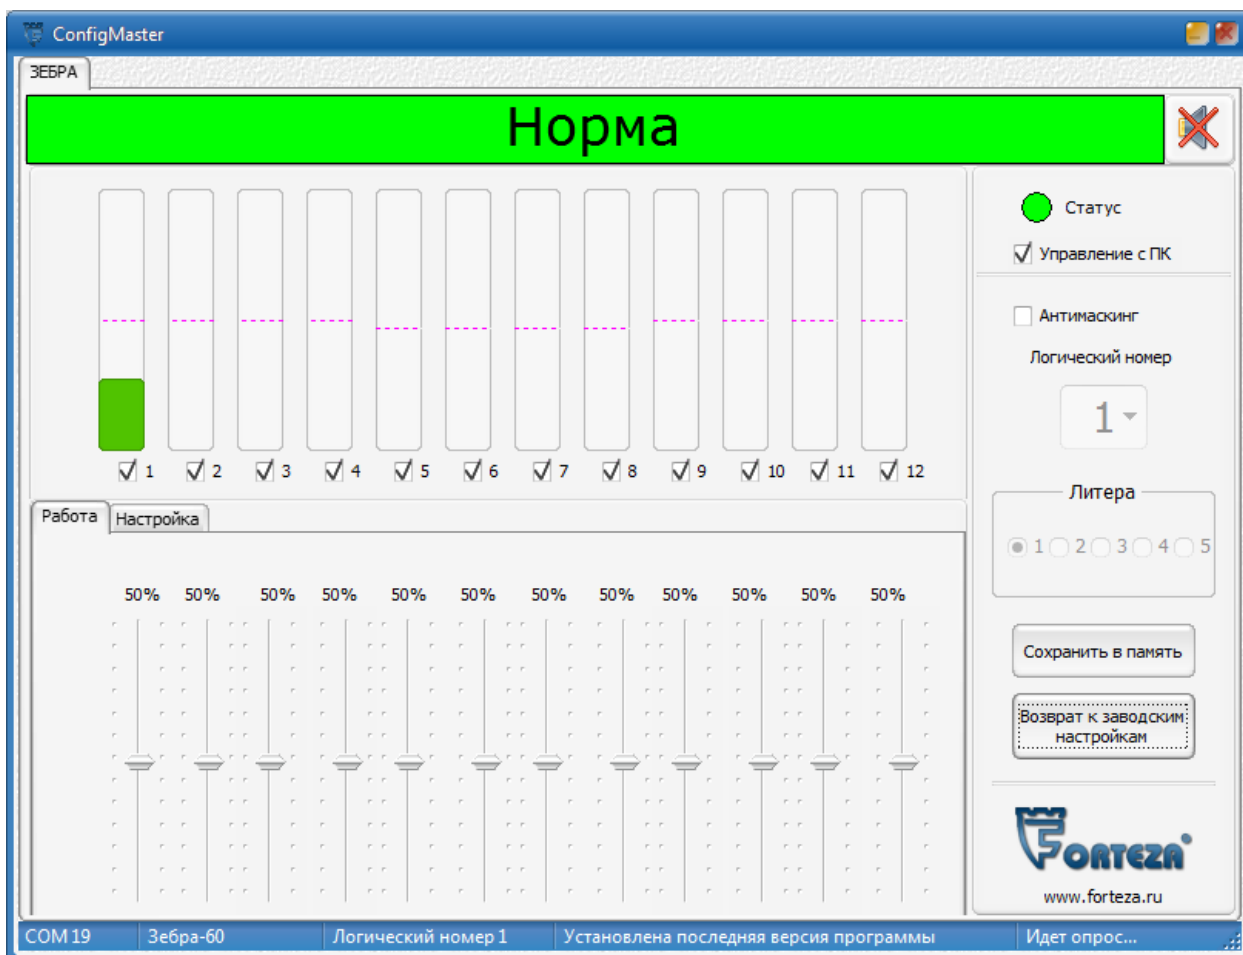 ConfigMaster
ЗЕБРА
Норма
Статус
Управление с ПК
Антимаскинг
Логический номер
1
1 2 3 4 5 6 7 8 9 10 11 12
Литера
1 2 3 4 5
Работа Настройка
50% 50% 50% 50% 50% 50% 50% 50% 50% 50% 50% 50%
Сохранить в память
Возврат к заводским
настройкам
FORTEZA
www.forteza.ru
COM 19 Зебра-60 Логический номер 1 Установлена последняя версия программы Идет опрос...